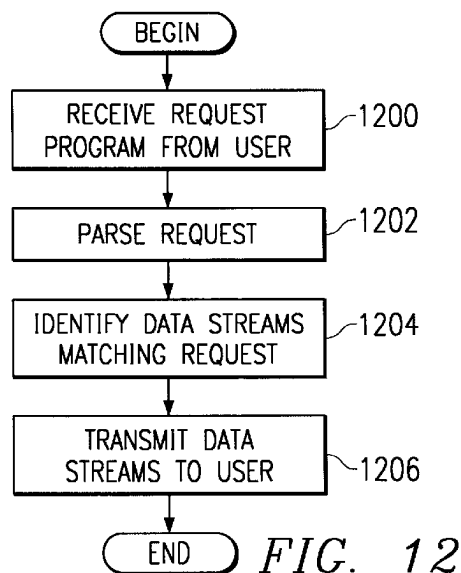 BEGIN
RECEIVE REQUEST
PROGRAM FROM USER
1200
PARSE REQUEST
1202
IDENTIFY DATA STREAMS
MATCHING REQUEST
1204
TRANSMIT DATA
STREAMS TO USER
1206
END
FIG. 12